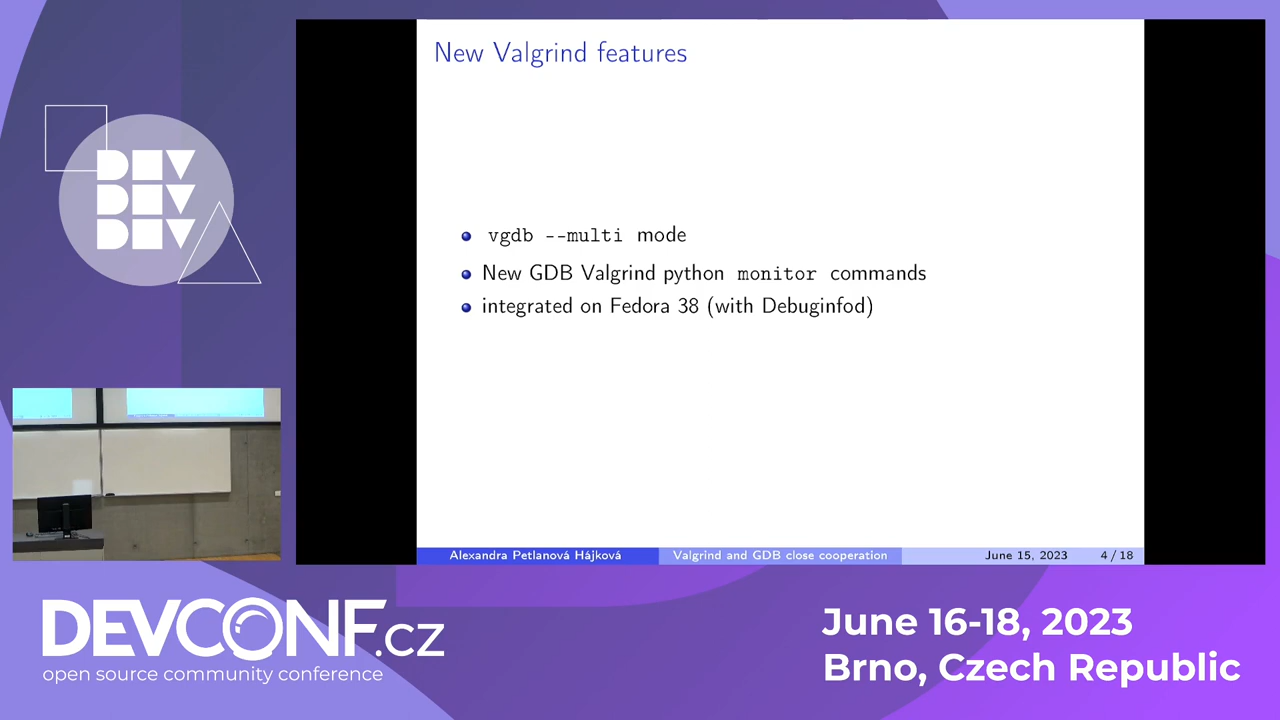 New Valgrind features
vgdb --multi mode
New GDB Valgrind python monitor commands
integrated on Fedora 38 (with Debuginfod)
Alexandra Petlanová Hájková
Valgrind and GDB close cooperation
June 15, 2023
4 / 18
DEV
DEV
DEV
DEVCONF.cz
open source community conference
June 16-18, 2023
Brno, Czech Republic